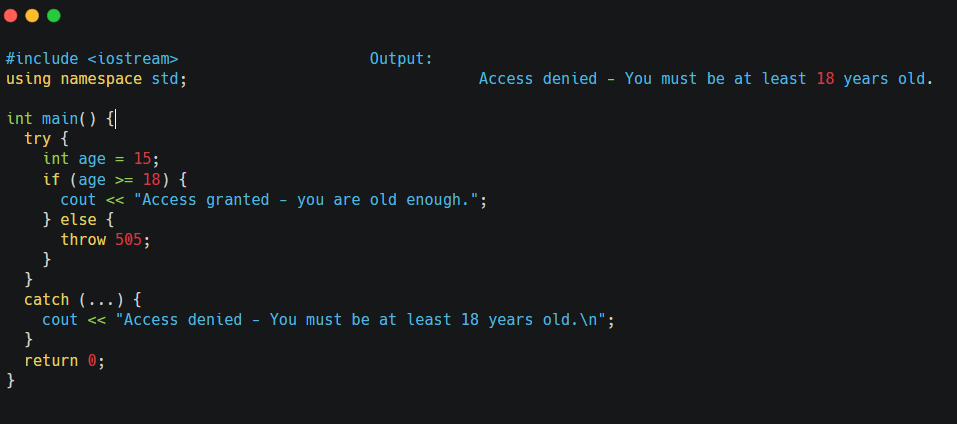 #include <iostream> Output:
using namespace std; Access denied - You must be at least 18 years old.
int main() {
try {
int age = 15;
if (age >= 18) {
cout << "Access granted - you are old enough.";
} else {
throw 505;
}
}
catch (...) {
cout << "Access denied - You must be at least 18 years old.\n";
}
return 0;
}